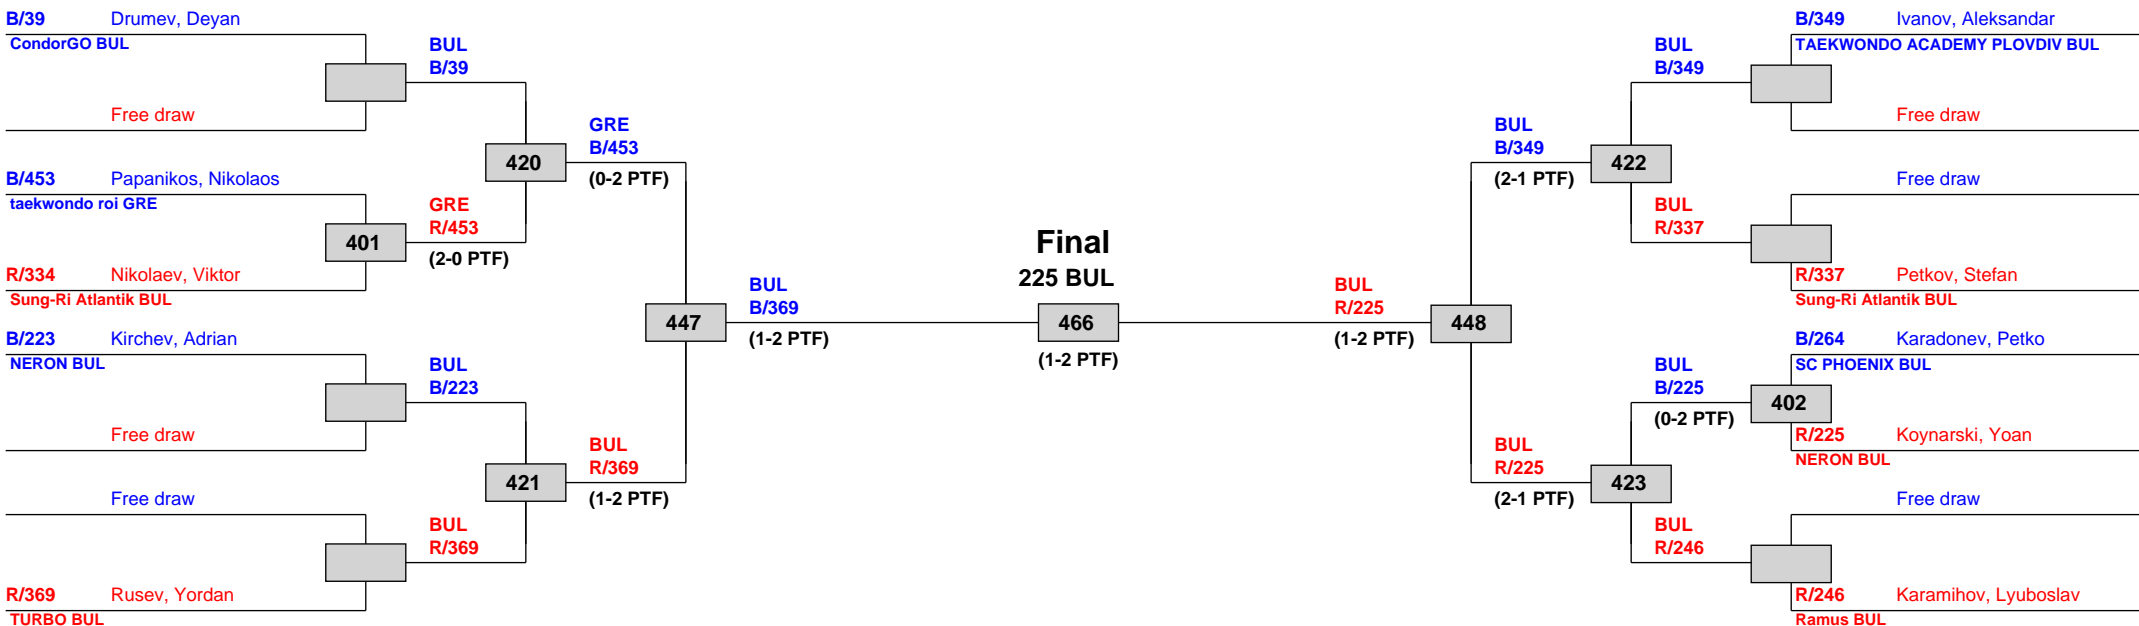 B/39 Drumev, Deyan
CondorGO BUL
Free draw
B/453 Papanikos, Nikolaos
taekwondo roi GRE
R/334 Nikolaev, Viktor
Sung-Ri Atlantik BUL
B/223 Kirchev, Adrian
NERON BUL
Free draw
Free draw
R/369 Rusev, Yordan
TURBO BUL
BUL
B/39
401
GRE
R/453
(2-0 PTF)
BUL
B/223
BUL
R/369
420
GRE
B/453
(0-2 PTF)
421
BUL
R/369
(1-2 PTF)
447
BUL
B/369
(1-2 PTF)
Final
225 BUL
466
(1-2 PTF)
BUL
R/225
(1-2 PTF)
448
BUL
B/349
(2-1 PTF)
422
BUL
R/225
(2-1 PTF)
423
BUL
B/349
BUL
R/337
BUL
B/225
(0-2 PTF)
402
BUL
R/246
B/349 Ivanov, Aleksandar
TAEKWONDO ACADEMY PLOVDIV BUL
Free draw
Free draw
R/337 Petkov, Stefan
Sung-Ri Atlantik BUL
B/264 Karadonev, Petko
SC PHOENIX BUL
R/225 Koynarski, Yoan
NERON BUL
Free draw
R/246 Karamihov, Lyuboslav
Ramus BUL